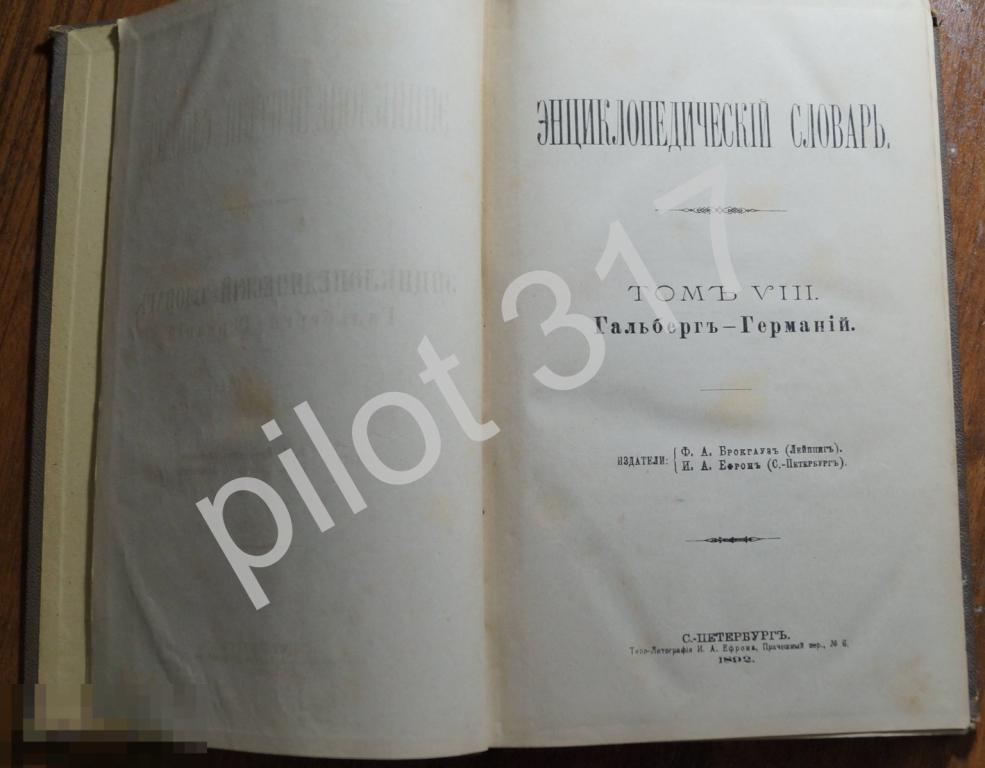 ЭНЦИКЛОПЕДИЧЕСКІЙ СЛОВАРЬ.
ТОМЪ VIII.
Гальбергъ – Германій.
ИЗДАТЕЛИ: { Ф. А. Брокгаузъ (Лейпцигъ).
И. А. Ефронъ (С.-Петербургъ).
С.-ПЕТЕРБУРГЪ.
Типо-Литографія И. А. Ефрона, Прачешный пер., № 6.
1892.
pilot 317